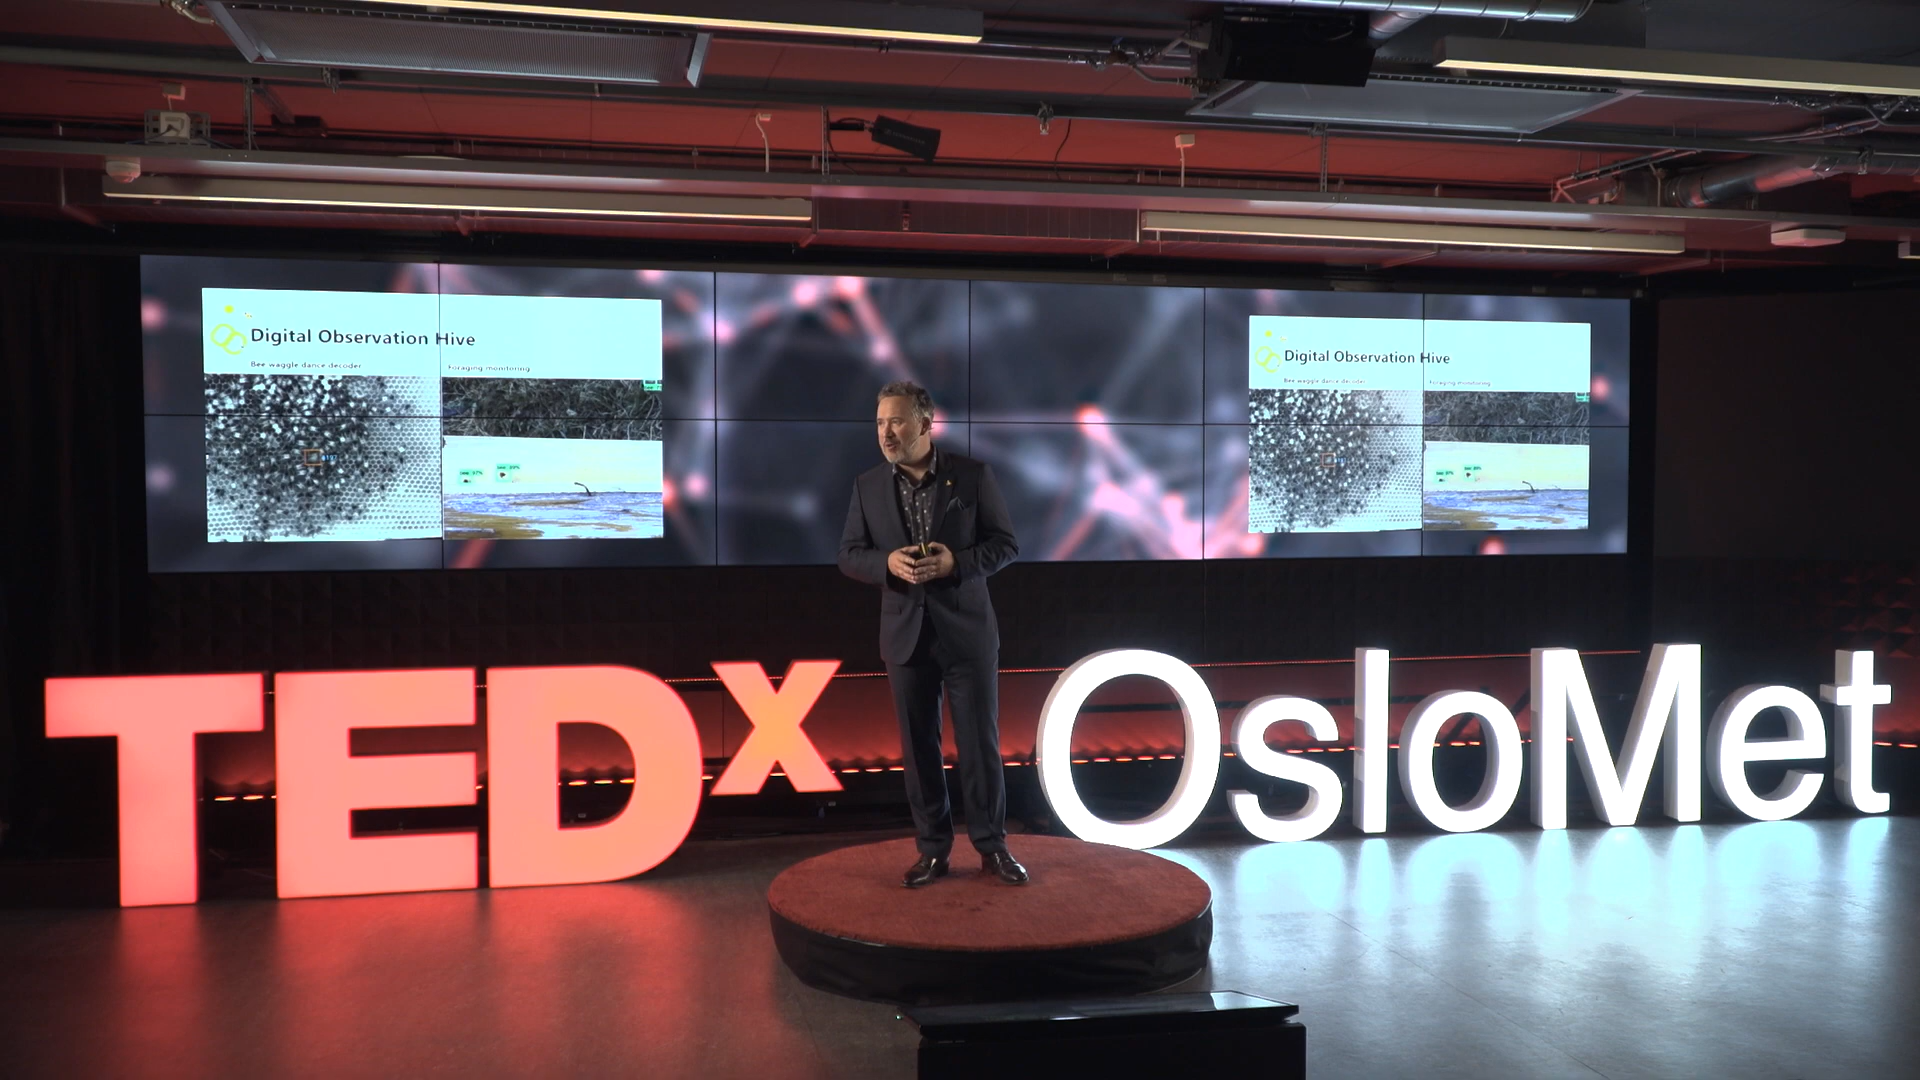 Digital Observation Hive
Bee waggle dance decoder
Foraging monitoring
Digital Observation Hive
Bee waggle dance decoder
Foraging monitoring
TEDx OsloMet